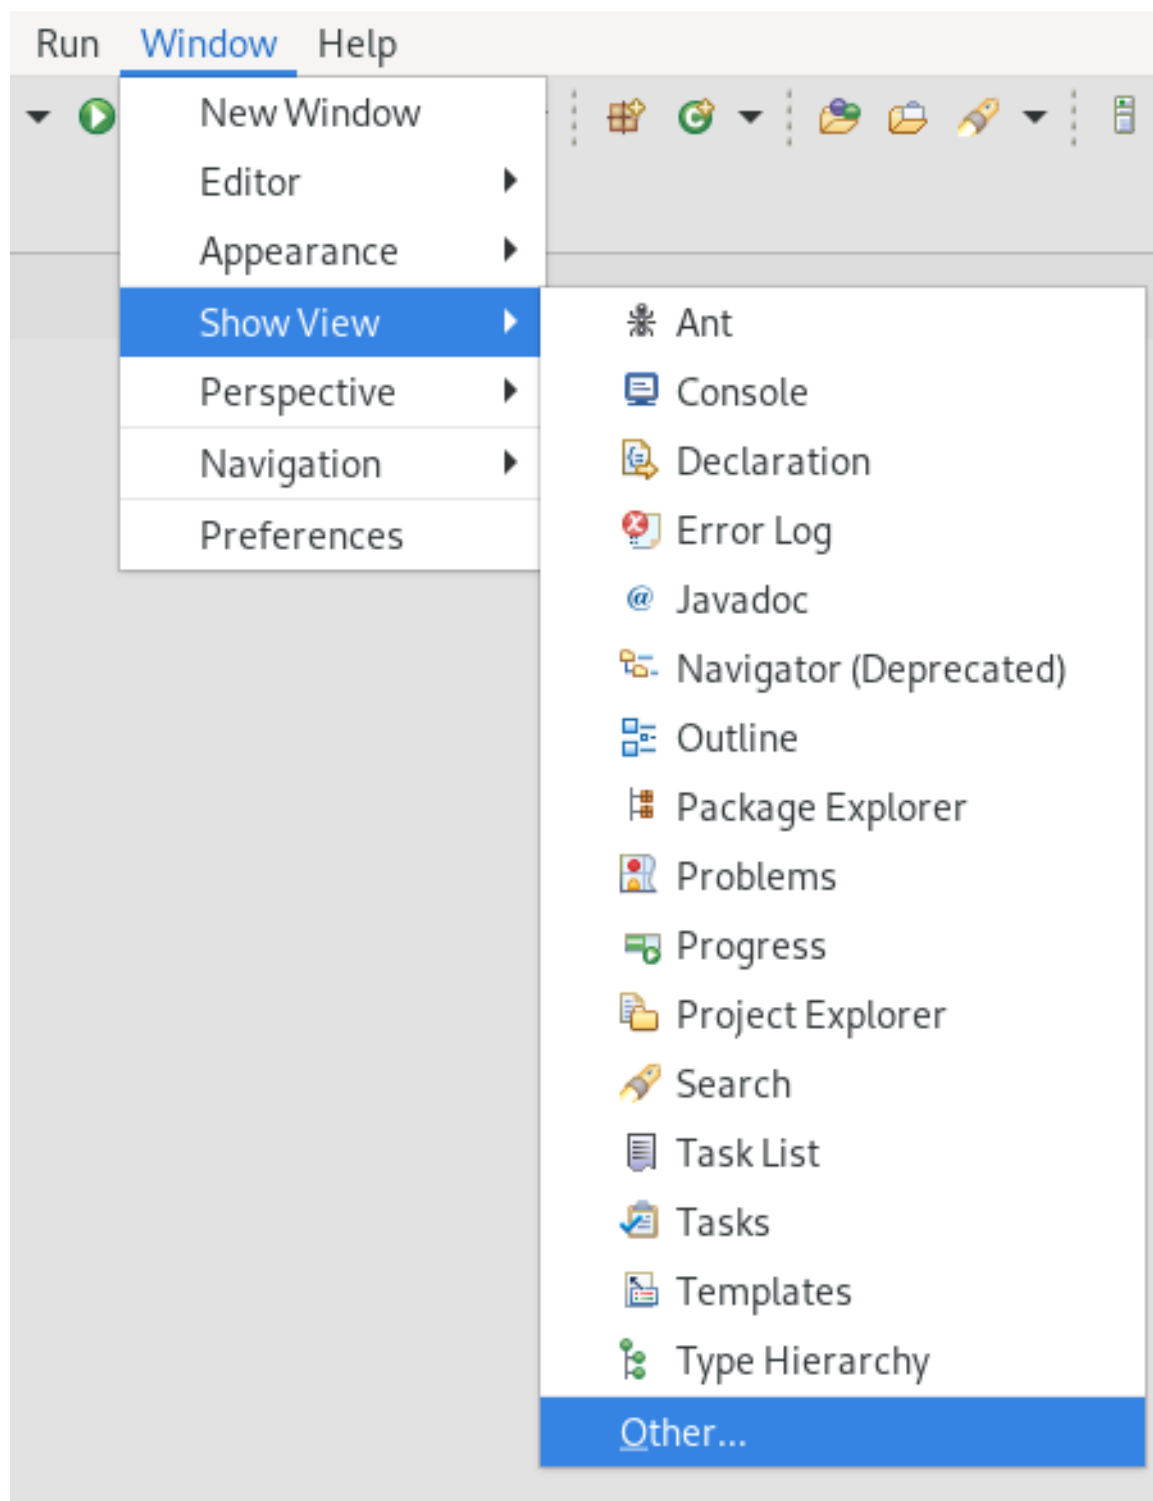 Run Window Help
New Window
Editor
Appearance
Show View
Perspective
Navigation
Preferences
Ant
Console
Declaration
Error Log
Javadoc
Navigator (Deprecated)
Outline
Package Explorer
Problems
Progress
Project Explorer
Search
Task List
Tasks
Templates
Type Hierarchy
Other...